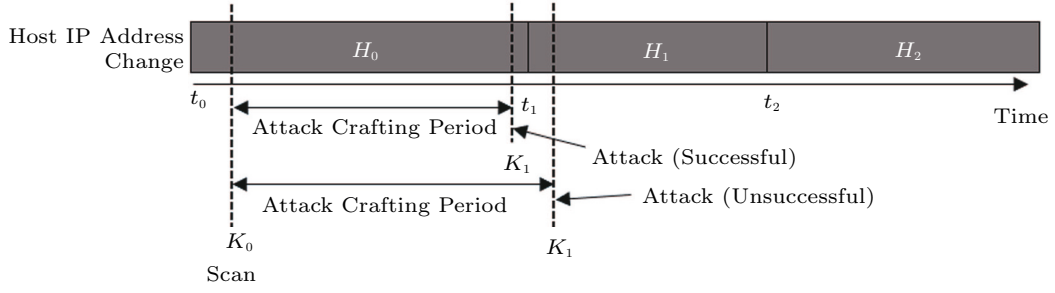 Host IP Address
Change
H₀
H₁
H₂
t₀
t₁
t₂
Time
Attack Crafting Period
K₁
Attack (Successful)
Attack Crafting Period
Attack (Unsuccessful)
K₀
K₁
Scan